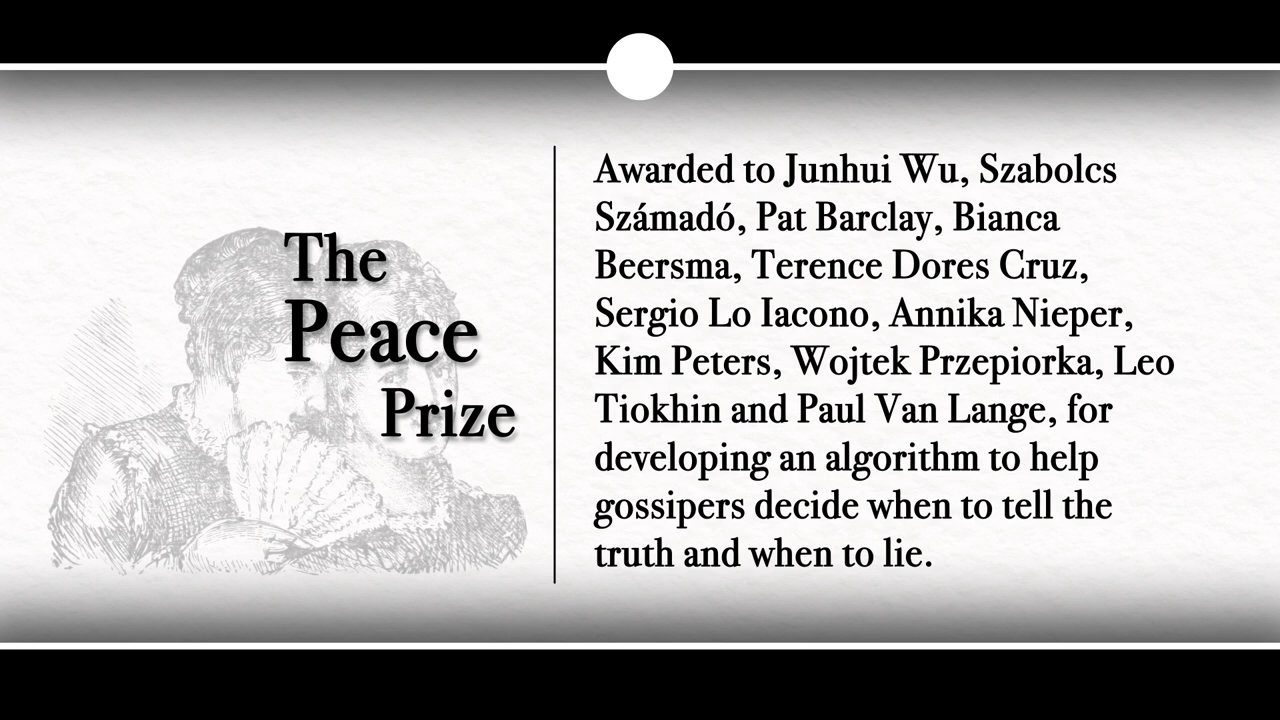 The
Peace
Prize
Awarded to Junhui Wu, Szabolcs
Számadó, Pat Barclay, Bianca
Beersma, Terence Dores Cruz,
Sergio Lo Iacono, Annika Nieper,
Kim Peters, Wojtek Przepiorka, Leo
Tiokhin and Paul Van Lange, for
developing an algorithm to help
gossipers decide when to tell the
truth and when to lie.